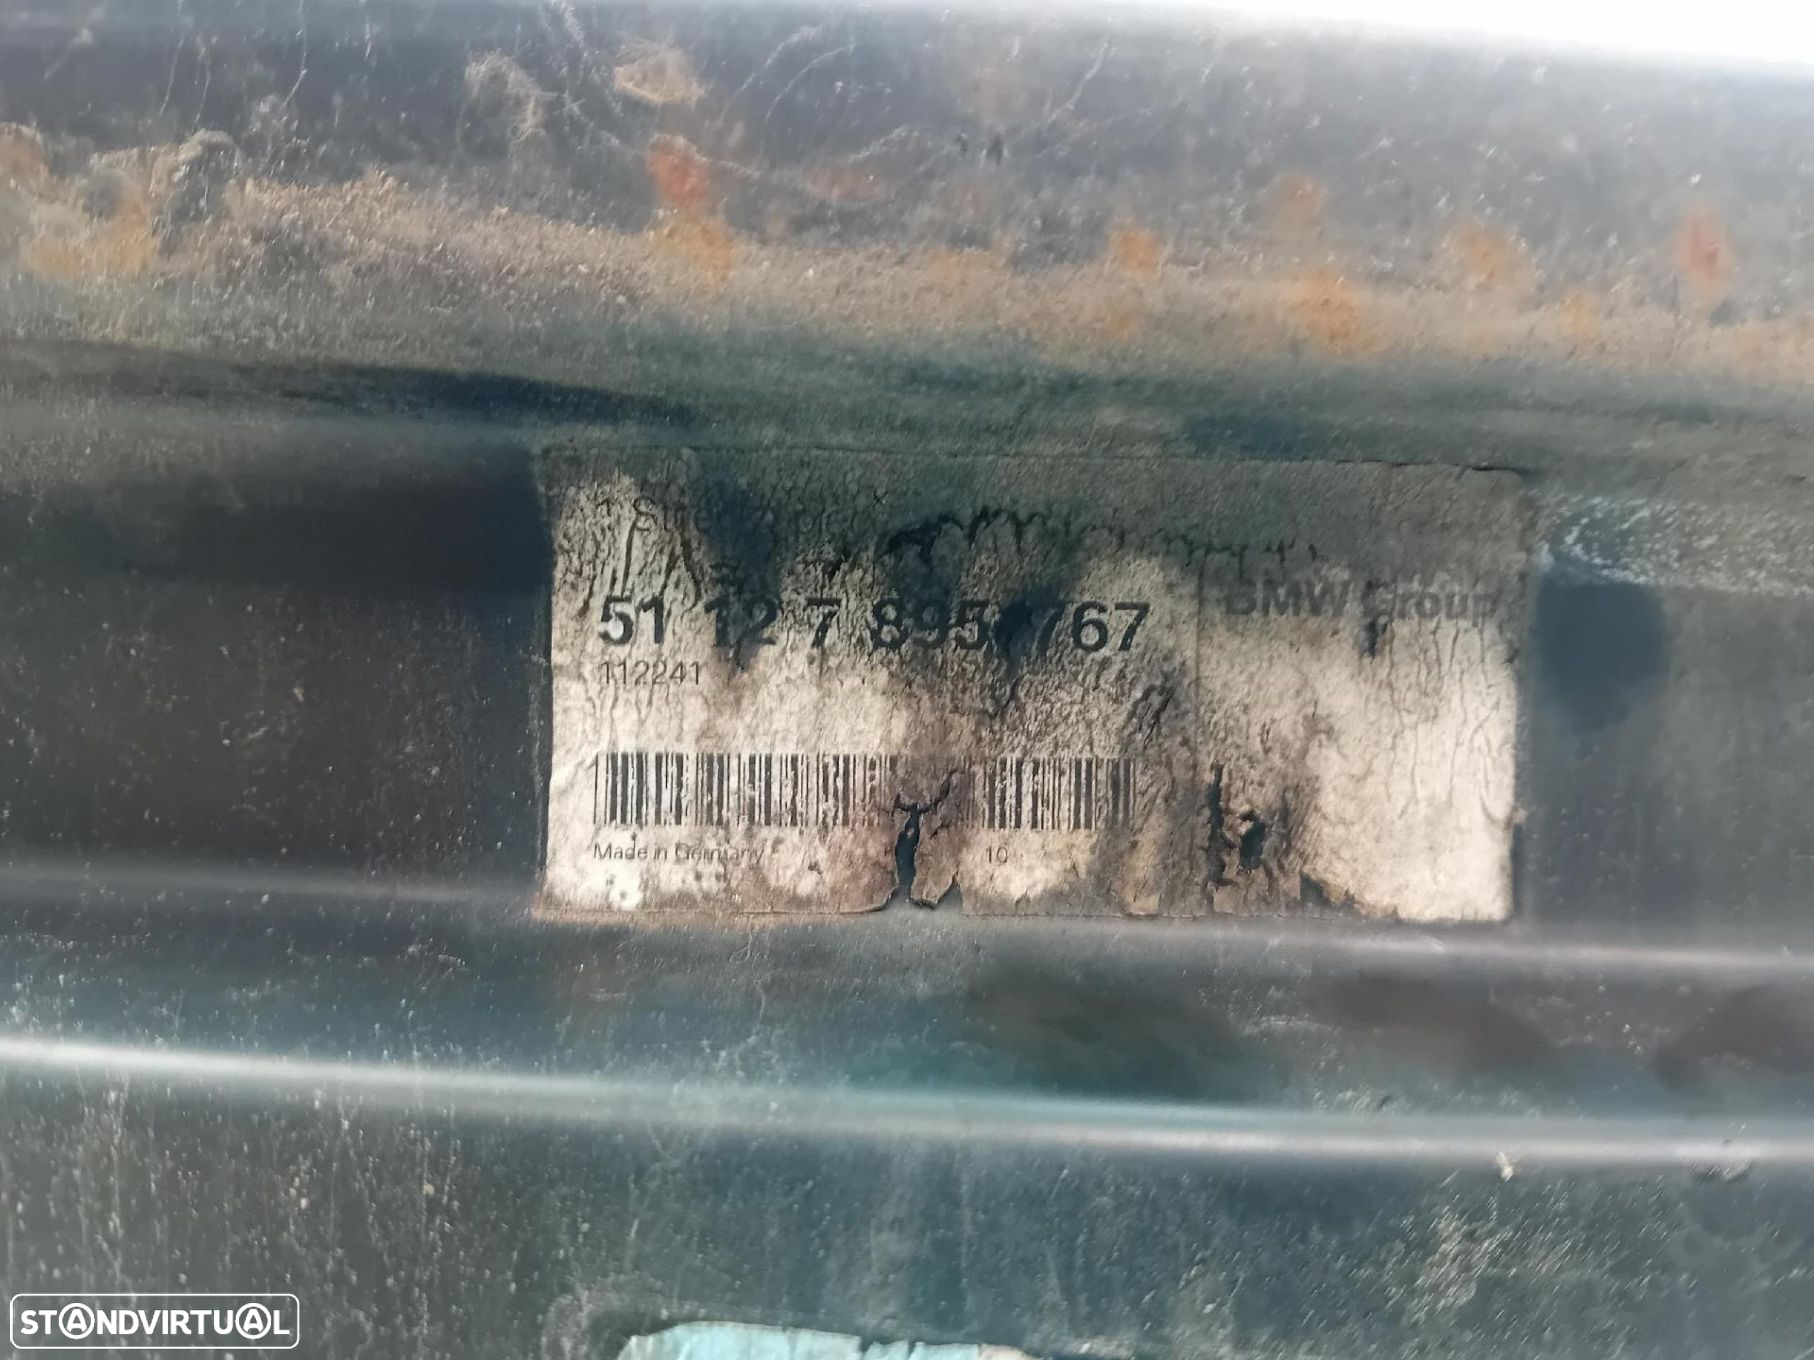 51 12 7 895 767
BMW Group
112241
Made in Germany
10
STANDVIRTUAL